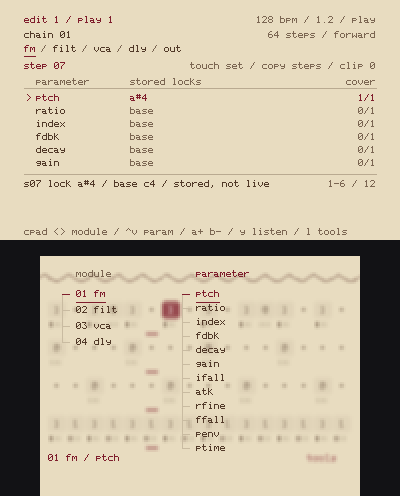 edit 1 / play 1 128 bpm / 1.2 / play
chain 01 64 steps / forward
fm / filt / vca / dly / out
step 07 touch set / copy steps / clip 0
parameter stored locks cover
> ptch a#4 1/1
ratio base 0/1
index base 0/1
fdbk base 0/1
decay base 0/1
gain base 0/1
s07 lock a#4 / base c4 / stored, not live 1-6 / 12
cpad <> module / ^v param / a+ b- / y listen / l tools
module parameter
01 fm ptch
02 filt ratio
03 vca index
04 dly fdbk
decay
gain
ifall
atk
rfine
ffall
penv
ptime
01 fm / ptch tools